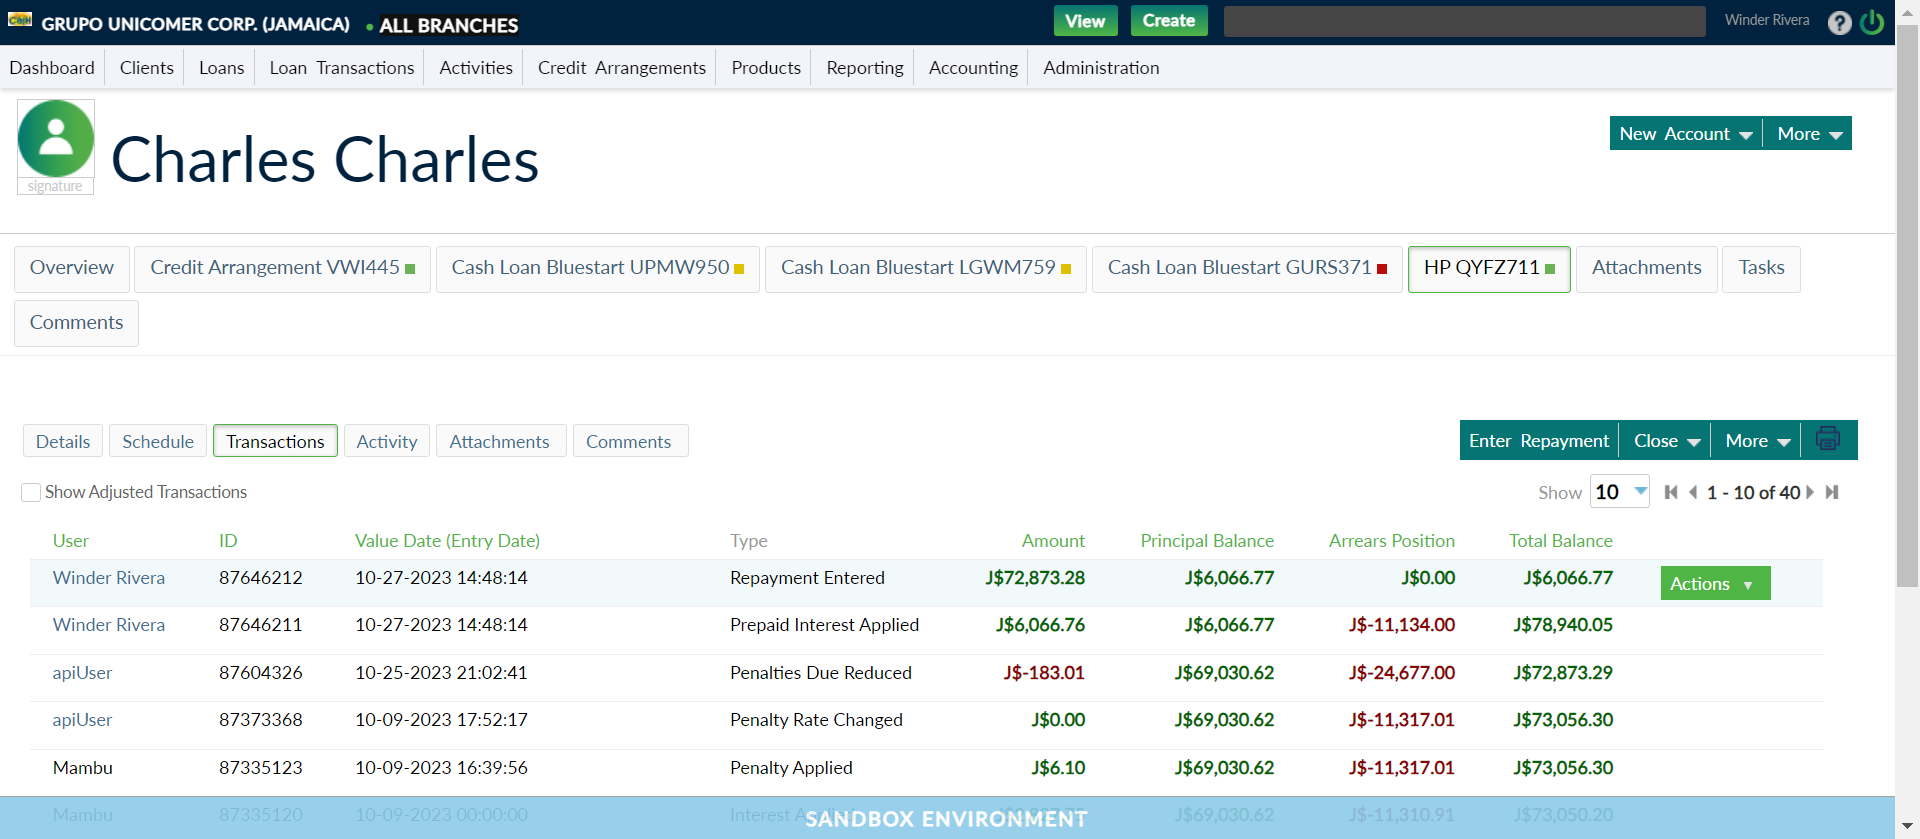 Cash GRUPO UNICOMER CORP. (JAMAICA) ALL BRANCHES View Create Winder Rivera ?
Dashboard Clients Loans Loan Transactions Activities Credit Arrangements Products Reporting Accounting Administration
signature
Charles Charles
New Account More
Overview Credit Arrangement VWI445 Cash Loan Bluestart UPMW950 Cash Loan Bluestart LGWM759 Cash Loan Bluestart GURS371 HP QYFZ711 Attachments Tasks
Comments
Details Schedule Transactions Activity Attachments Comments Enter Repayment Close More
Show Adjusted Transactions Show 10 1 - 10 of 40
User ID Value Date (Entry Date) Type Amount Principal Balance Arrears Position Total Balance
Winder Rivera 87646212 10-27-2023 14:48:14 Repayment Entered J$72,873.28 J$6,066.77 J$0.00 J$6,066.77 Actions
Winder Rivera 87646211 10-27-2023 14:48:14 Prepaid Interest Applied J$6,066.76 J$6,066.77 J$-11,134.00 J$78,940.05
apiUser 87604326 10-25-2023 21:02:41 Penalties Due Reduced J$-183.01 J$69,030.62 J$-24,677.00 J$72,873.29
apiUser 87373368 10-09-2023 17:52:17 Penalty Rate Changed J$0.00 J$69,030.62 J$-11,317.01 J$73,056.30
Mambu 87335123 10-09-2023 16:39:56 Penalty Applied J$6.10 J$69,030.62 J$-11,317.01 J$73,056.30
Mambu 87335120 10-09-2023 00:00:00 Interest J$69,030.62 J$-11,310.91 J$73,050.20
SANDBOX ENVIRONMENT